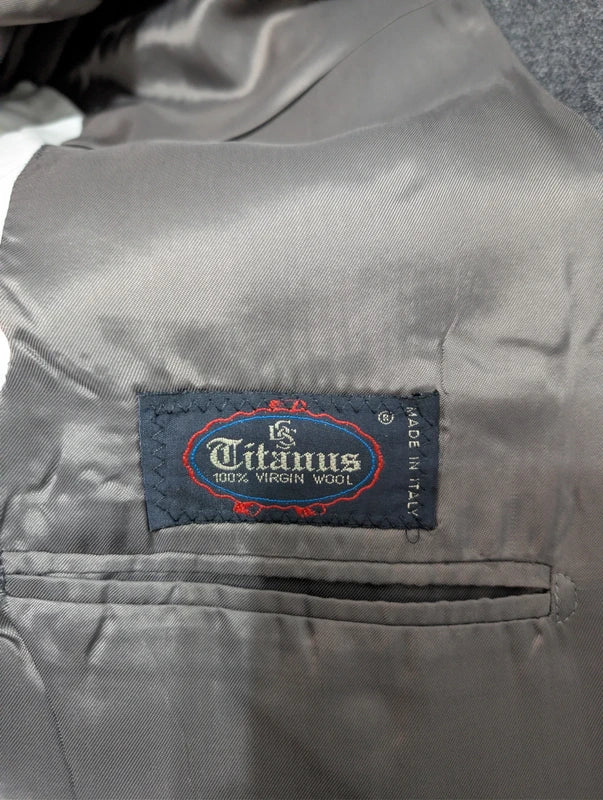 Titanus
100% VIRGIN WOOL
®
MADE IN ITALY